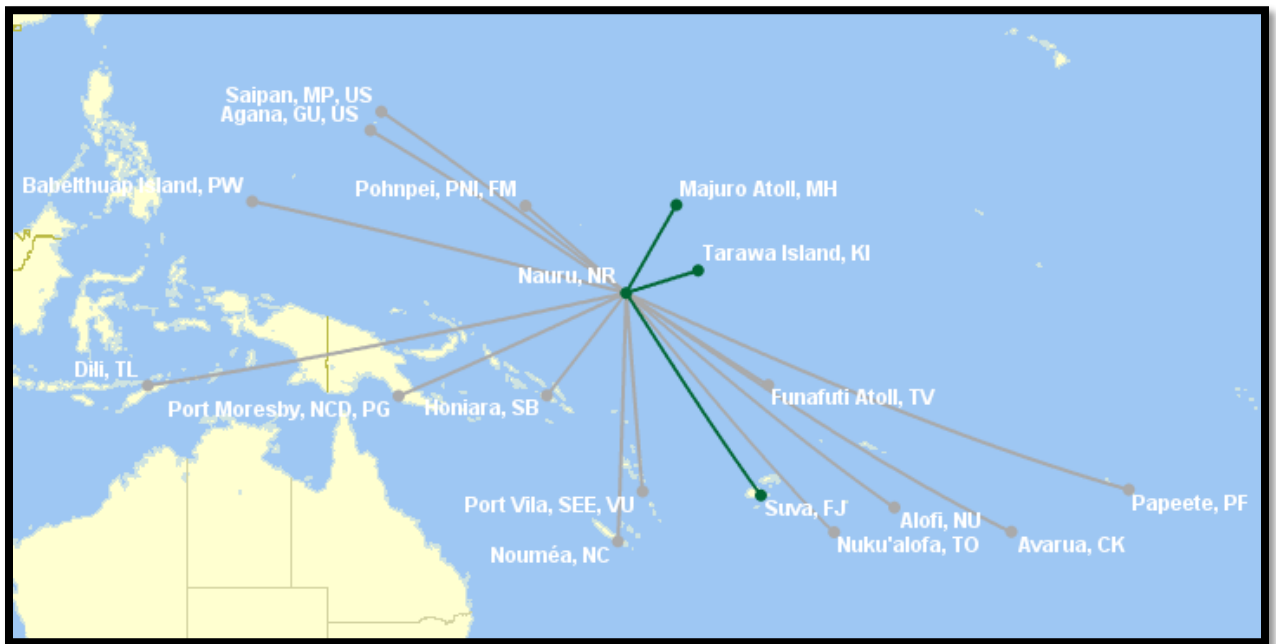 Saipan, MP, US
Agana, GU, US
Babelthuap Island, PW
Pohnpei, PNI, FM
Majuro Atoll, MH
Tarawa Island, KI
Nauru, NR
Dili, TL
Port Moresby, NCD, PG
Honiara, SB
Funafuti Atoll, TV
Port Vila, SEE, VU
Suva, FJ
Alofi, NU
Papeete, PF
Nouméa, NC
Nuku'alofa, TO
Avarua, CK